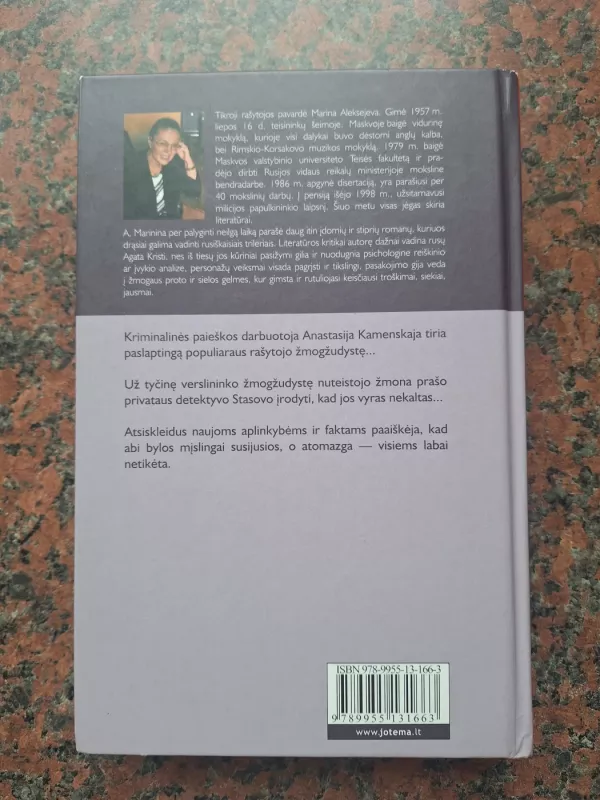 Tikroji rašytojos pavardė Marina Aleksejeva. Gimė 1957 m.
liepos 16 d. teisininkų šeimoje. Maskvoje baigė vidurinę
mokyklą, kurioje visi dalykai buvo dėstomi anglų kalba,
bei Rimskio-Korsakovo muzikos mokyklą. 1979 m. baigė
Maskvos valstybinio universiteto Teisės fakultetą ir pra-
dėjo dirbti Rusijos vidaus reikalų ministerijoje moksline
bendradarbe. 1986 m. apgynė disertaciją, yra parašiusi per
40 mokslinių darbų. Į pensiją išėjo 1998 m., užsitarnavusi
milicijos papulkininkio laipsnį. Šiuo metu visas jėgas skiria
literatūrai.
A. Marinina per palyginti neilgą laiką parašė daug itin įdomių ir stiprių romanų, kuriuos
drąsiai galima vadinti rusiškaisiais trileriais. Literatūros kritikai autorę dažnai vadina rusų
Agata Kristi, nes iš tiesų jos kūriniai pasižymi gilia ir nuodugnia psichologine reiškinio
ar įvykio analize, personažų veiksmai visada pagrįsti ir tikslingi, pasakojimo gija veda
į žmogaus proto ir sielos gelmes, kur gimsta ir rutuliojasi keisčiausi troškimai, siekiai,
jausmai.
Kriminalinės paieškos darbuotoja Anastasija Kamenskaja tiria
paslaptingą populiaraus rašytojo žmogžudystę...
Už tyčinę verslininko žmogžudystę nuteistojo žmona prašo
privataus detektyvo Stasovo įrodyti, kad jos vyras nekaltas...
Atsiskleidus naujoms aplinkybėms ir faktams paaiškėja, kad
abi bylos mįslingai susijusios, o atomazga — visiems labai
netikėta.
ISBN 978-9955-13-166-3
9 789955 131663
www.jotema.lt